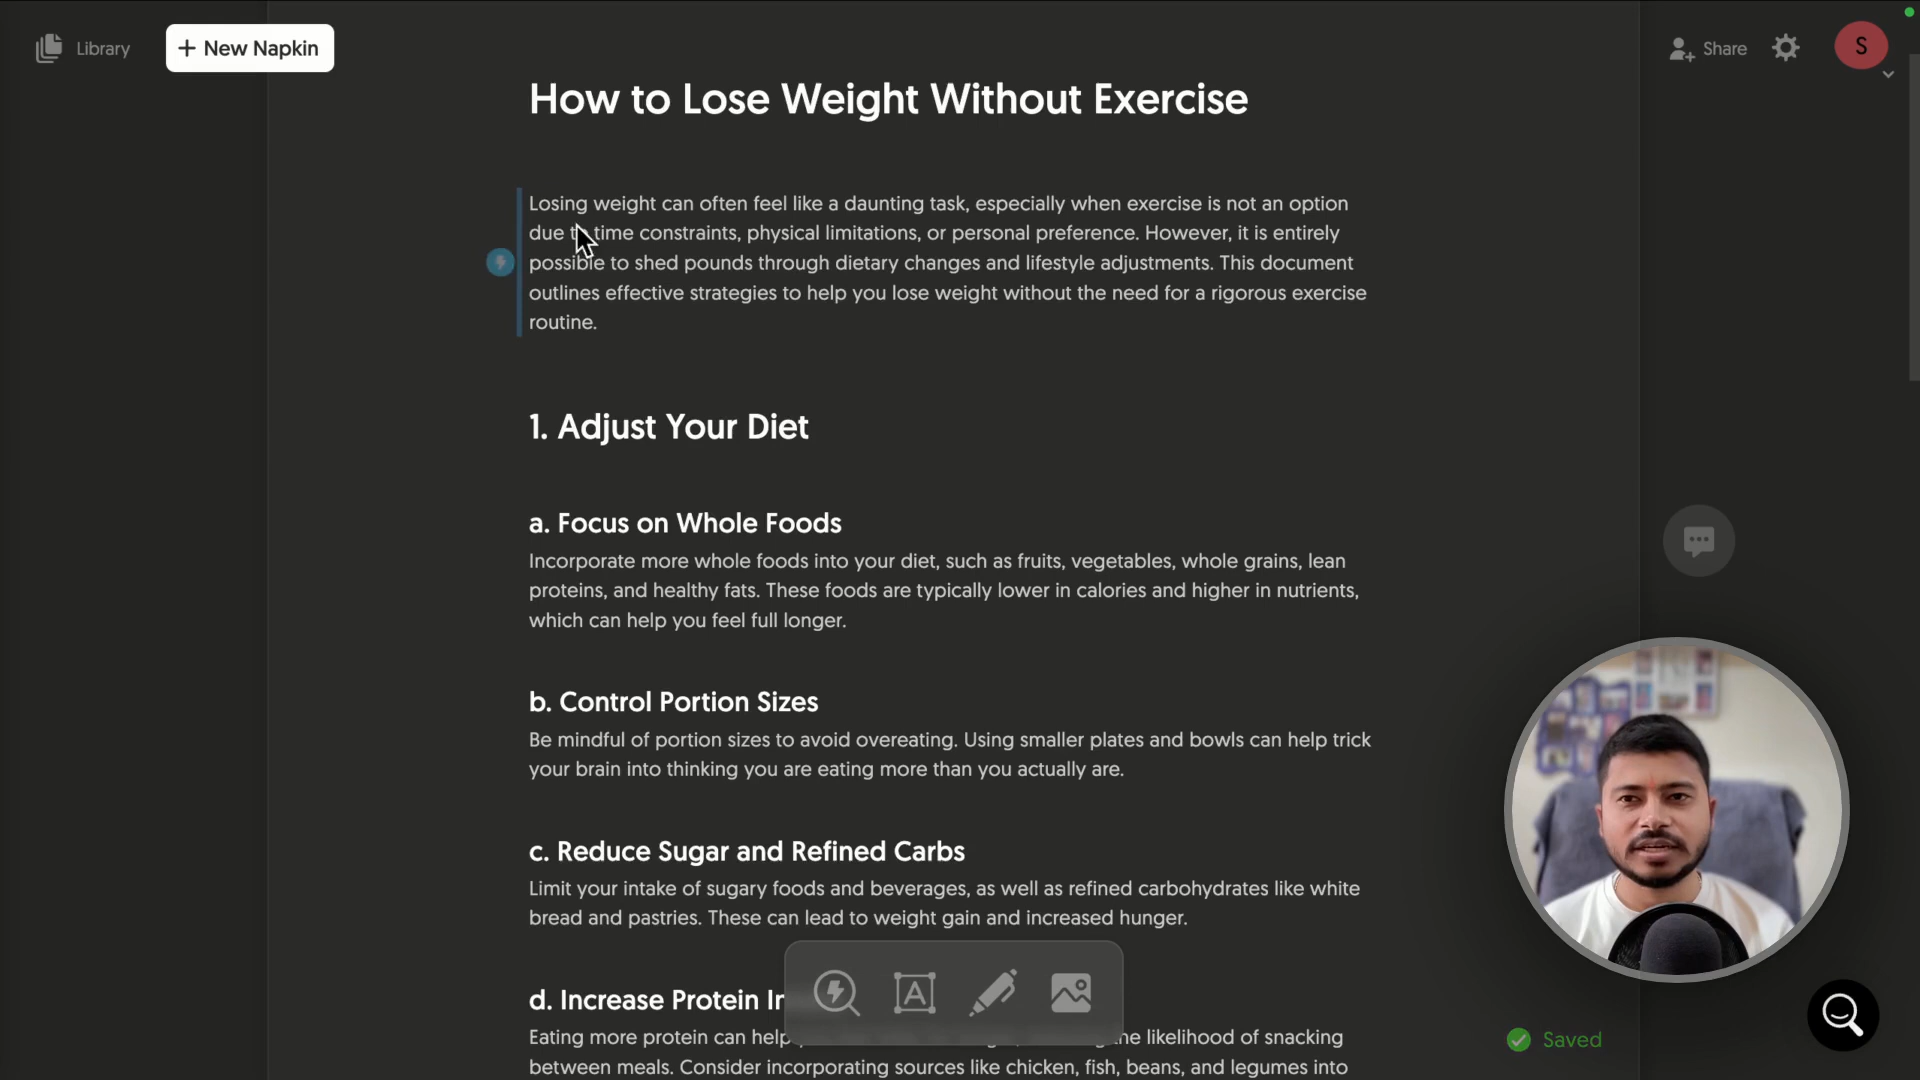 Library
+ New Napkin
Share
S
How to Lose Weight Without Exercise
Losing weight can often feel like a daunting task, especially when exercise is not an option
due to time constraints, physical limitations, or personal preference. However, it is entirely
possible to shed pounds through dietary changes and lifestyle adjustments. This document
outlines effective strategies to help you lose weight without the need for a rigorous exercise
routine.
1. Adjust Your Diet
a. Focus on Whole Foods
Incorporate more whole foods into your diet, such as fruits, vegetables, whole grains, lean
proteins, and healthy fats. These foods are typically lower in calories and higher in nutrients,
which can help you feel full longer.
b. Control Portion Sizes
Be mindful of portion sizes to avoid overeating. Using smaller plates and bowls can help trick
your brain into thinking you are eating more than you actually are.
c. Reduce Sugar and Refined Carbs
Limit your intake of sugary foods and beverages, as well as refined carbohydrates like white
bread and pastries. These can lead to weight gain and increased hunger.
d. Increase Protein
Eating more protein can help the likelihood of snacking
between meals. Consider incorporating sources like chicken, fish, beans, and legumes into
A
Saved